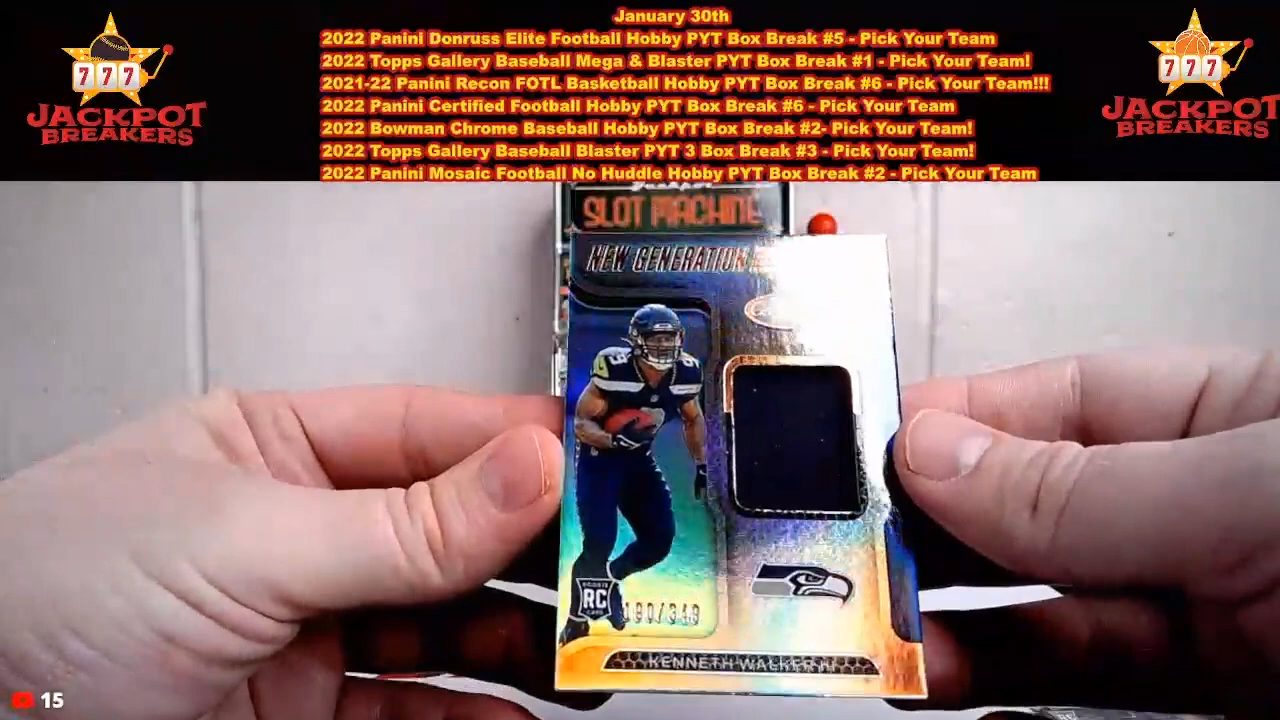 January 30th
2022 Panini Donruss Elite Football Hobby PYT Box Break #5 - Pick Your Team
2022 Topps Gallery Baseball Mega & Blaster PYT Box Break #1 - Pick Your Team!
2021-22 Panini Recon FOTL Basketball Hobby PYT Box Break #6 - Pick Your Team!!!
2022 Panini Certified Football Hobby PYT Box Break #6 - Pick Your Team
2022 Bowman Chrome Baseball Hobby PYT Box Break #2- Pick Your Team!
2022 Topps Gallery Baseball Blaster PYT 3 Box Break #3 - Pick Your Team!
2022 Panini Mosaic Football No Huddle Hobby PYT Box Break #2 - Pick Your Team
777
JACKPOT
BREAKERS
777
JACKPOT
BREAKERS
SLOT MACHINE
NEW GENERATION
9
ROOKIE
RC
CARD
KENNETH WALKER III
15